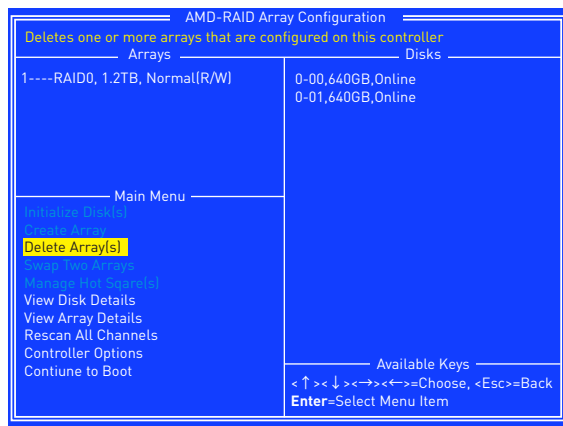 AMD-RAID Array Configuration
Deletes one or more arrays that are configured on this controller
Arrays
1----RAID0, 1.2TB, Normal(R/W)
Disks
0-00,640GB,Online
0-01,640GB,Online
Main Menu
Initialize Disk(s)
Create Array
Delete Array(s)
Swap Two Arrays
Manage Hot Sqare(s)
View Disk Details
View Array Details
Rescan All Channels
Controller Options
Contiune to Boot
Available Keys
<↑><↓><→><←>=Choose, <Esc>=Back
Enter=Select Menu Item